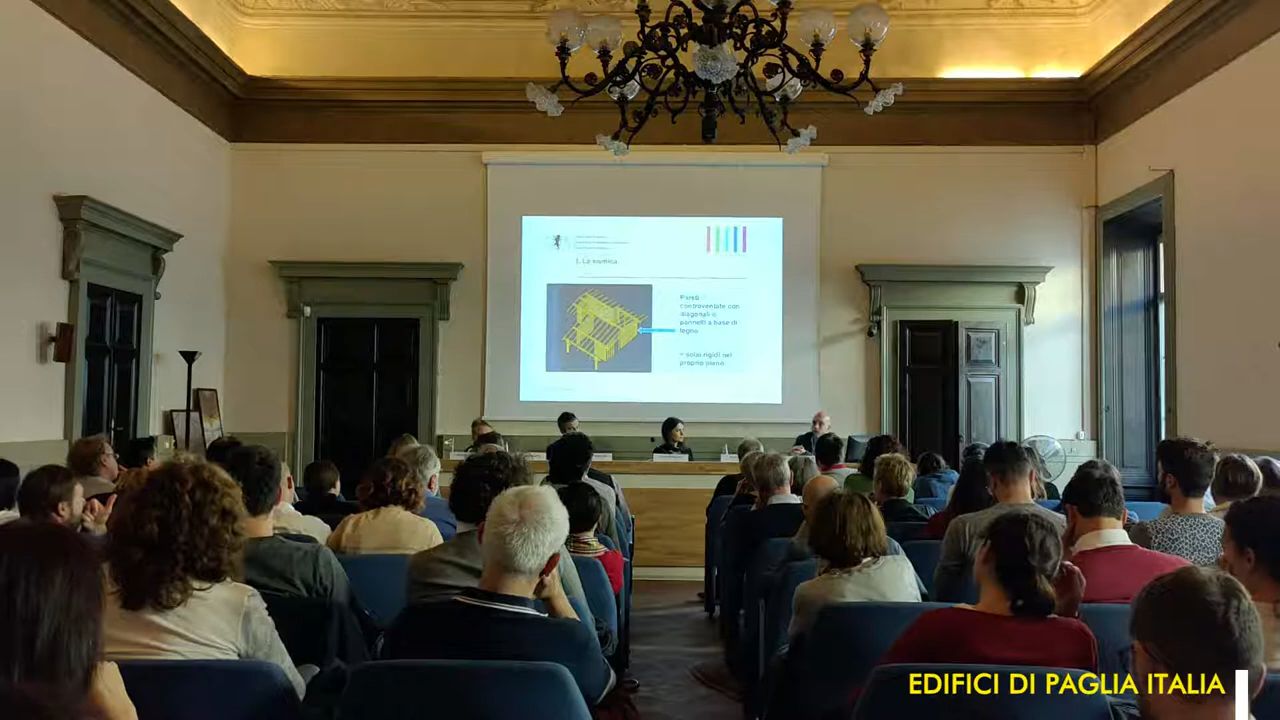 1. La sismica
Pareti
controventate con
diagonali o
pannelli a base di
legno
+ solai rigidi nel
proprio piano
EDIFICI DI PAGLIA ITALIA